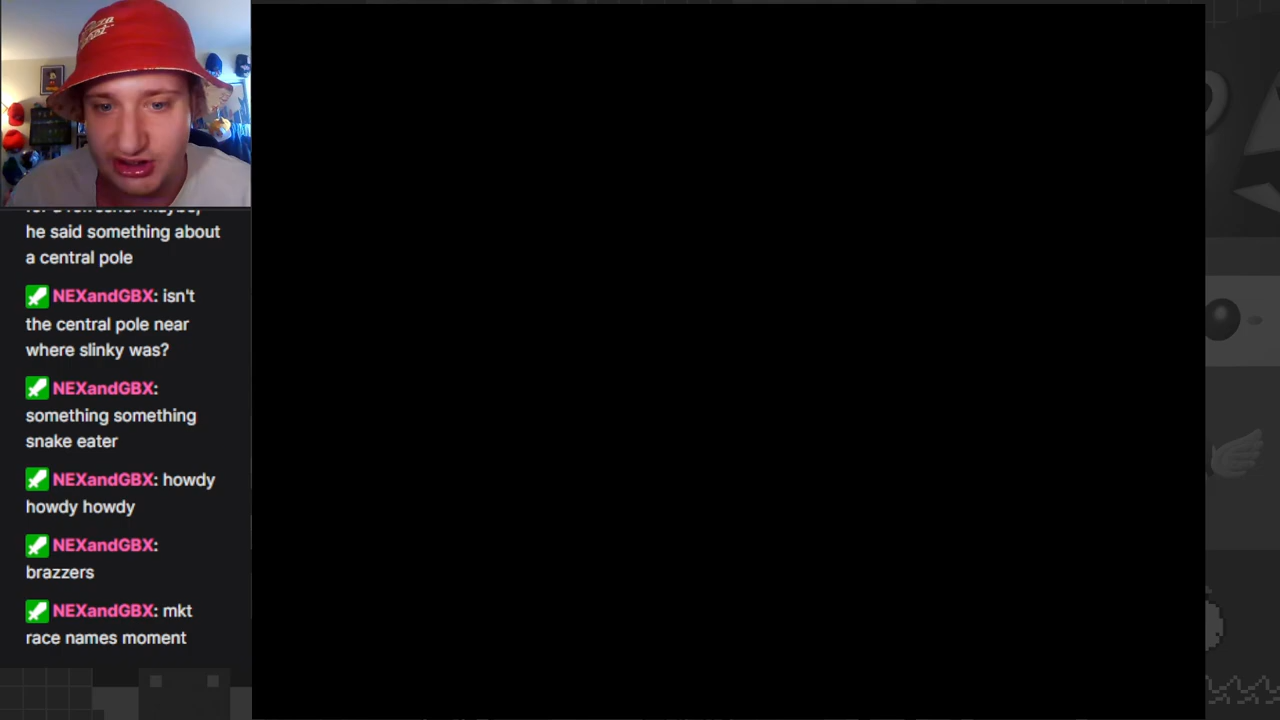 he said something about
a central pole
NEXandGBX: isn't
the central pole near
where slinky was?
NEXandGBX:
something something
snake eater
NEXandGBX: howdy
howdy howdy
NEXandGBX:
brazzers
NEXandGBX: mkt
race names moment